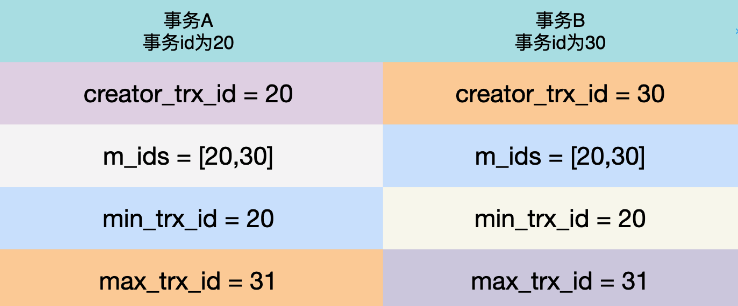 事务A
事务id为20
事务B
事务id为30
creator_trx_id = 20
creator_trx_id = 30
m_ids = [20,30]
m_ids = [20,30]
min_trx_id = 20
min_trx_id = 20
max_trx_id = 31
max_trx_id = 31